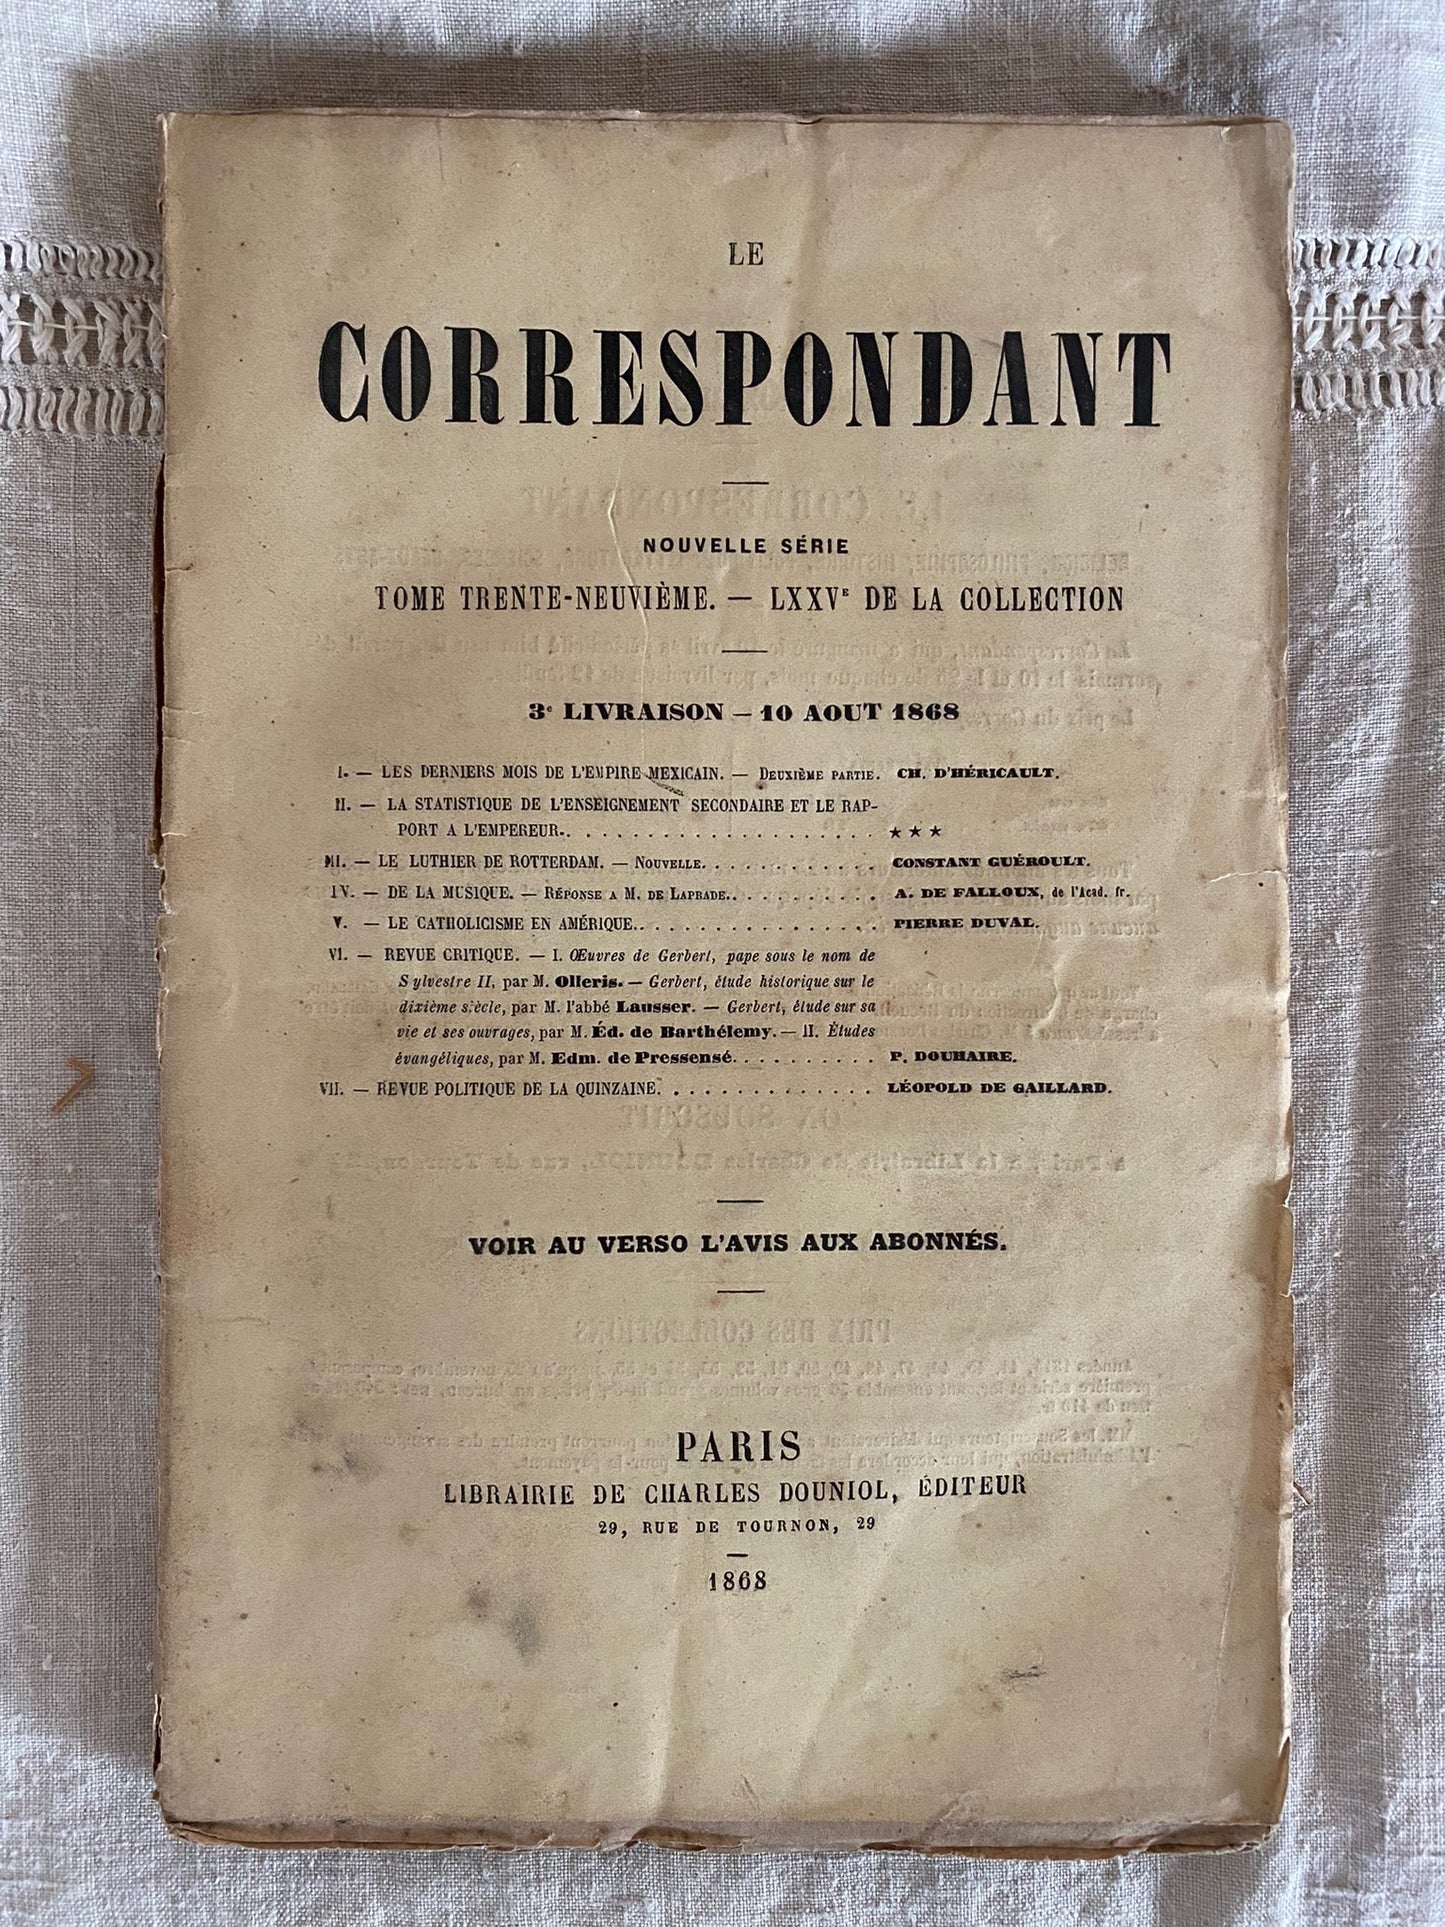 LE
CORRESPONDANT
NOUVELLE SÉRIE
TOME TRENTE-NEUVIÈME. — LXXVᴱ DE LA COLLECTION
3ᵉ LIVRAISON — 10 AOUT 1868
I. — LES DERNIERS MOIS DE L'EMPIRE MEXICAIN. — DEUXIÈME PARTIE. CH. D'HÉRICAULT.
II. — LA STATISTIQUE DE L'ENSEIGNEMENT SECONDAIRE ET LE RAP-
PORT A L'EMPEREUR. . . . . . . . . . . . . . . . . . . . ★ ★ ★
III. — LE LUTHIER DE ROTTERDAM. — NOUVELLE. . . . . . . . . . . CONSTANT GUÉROULT.
IV. — DE LA MUSIQUE. — RÉPONSE A M. DE LAPRADE. . . . . . . . . . A. DE FALLOUX, de l'Acad. fr.
V. — LE CATHOLICISME EN AMÉRIQUE. . . . . . . . . . . . . . . . PIERRE DUVAL.
VI. — REVUE CRITIQUE. — I. Œuvres de Gerbert, pape sous le nom de
Sylvestre II, par M. Olleris. — Gerbert, étude historique sur le
dixième siècle, par M. l'abbé Lausser. — Gerbert, étude sur sa
vie et ses ouvrages, par M. Éd. de Barthélemy. — II. Études
évangéliques, par M. Edm. de Pressensé. . . . . . . . . . P. DOUHAIRE.
VII. — REVUE POLITIQUE DE LA QUINZAINE. . . . . . . . . . . . . LÉOPOLD DE GAILLARD.
VOIR AU VERSO L'AVIS AUX ABONNÉS.
PARIS
LIBRAIRIE DE CHARLES DOUNIOL, ÉDITEUR
29, RUE DE TOURNON, 29
1868